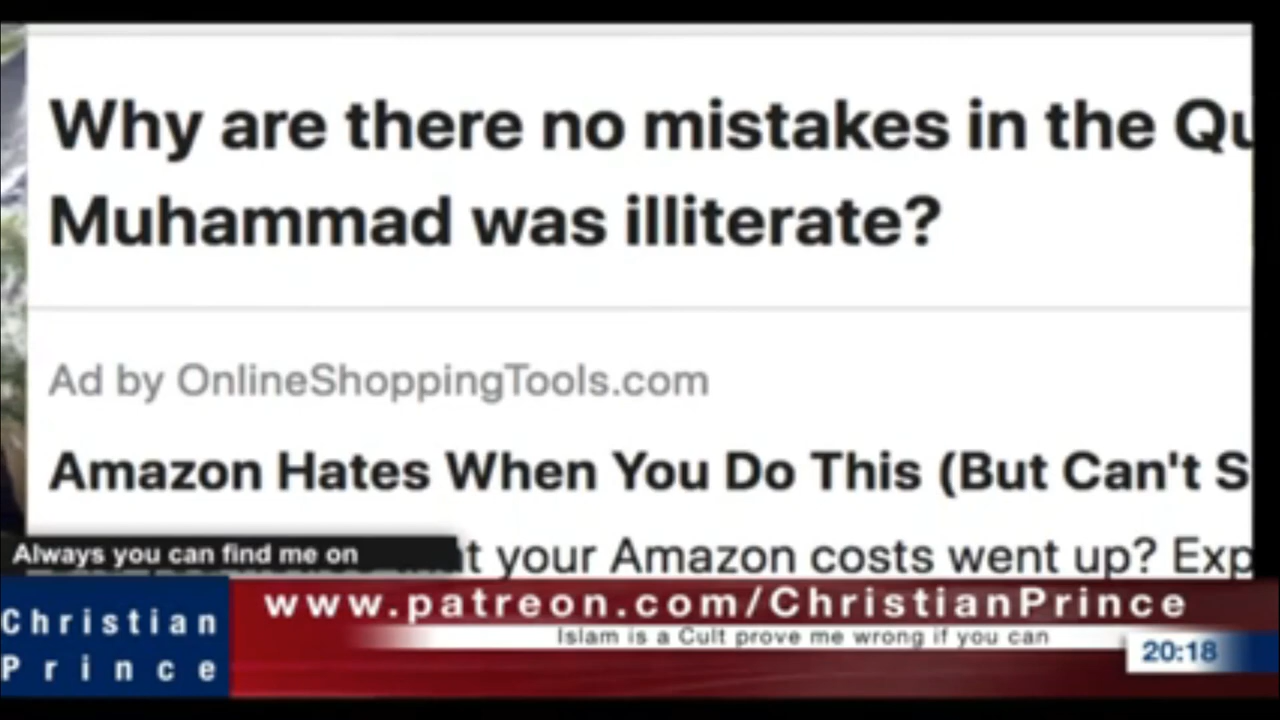 Why are there no mistakes in the Qu
Muhammad was illiterate?
Ad by OnlineShoppingTools.com
Amazon Hates When You Do This (But Can't S
t your Amazon costs went up? Exp
Always you can find me on
Christian
Prince
www.patreon.com/ChristianPrince
Islam is a Cult prove me wrong if you can
20:18